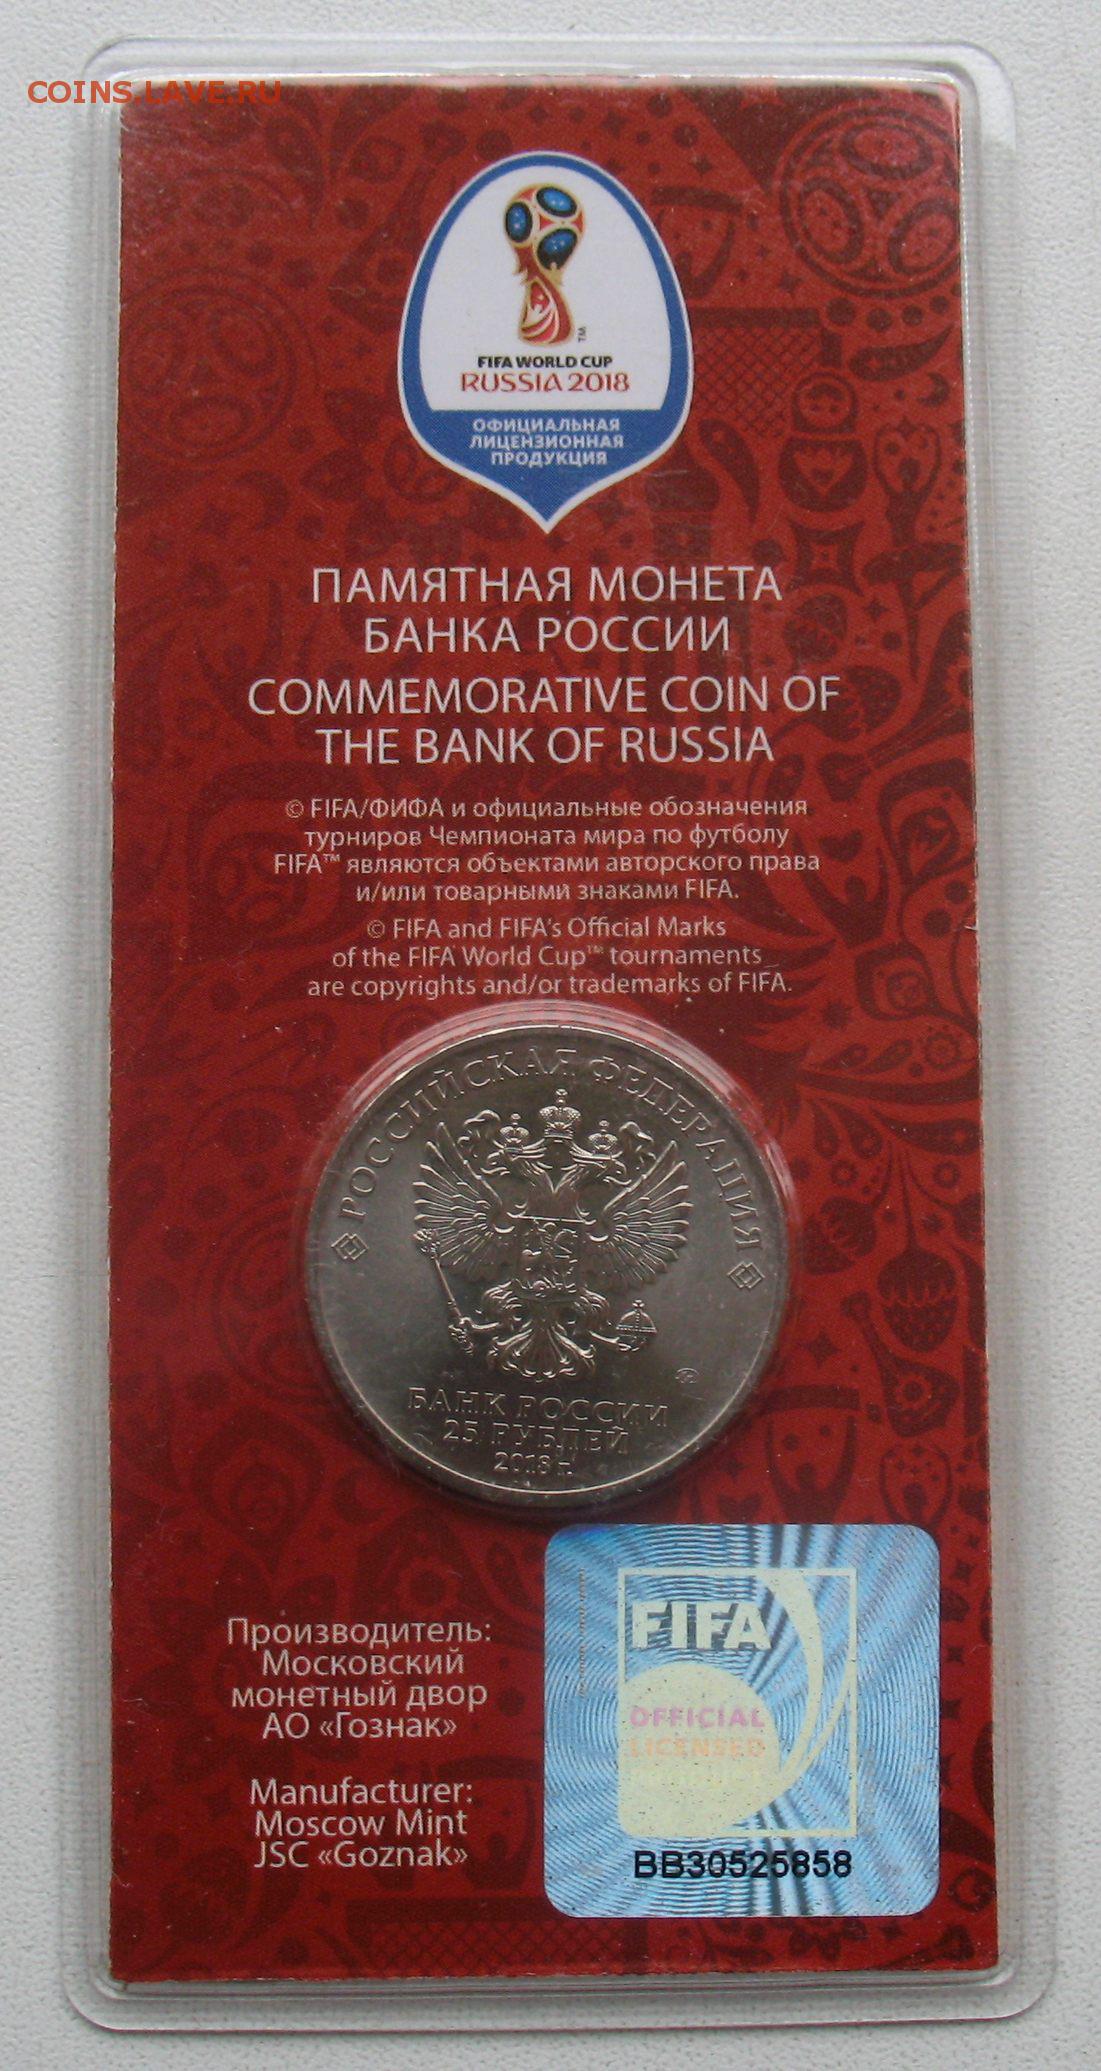 COINS.LAVE.RU
TM
FIFA WORLD CUP
RUSSIA 2018
ОФИЦИАЛЬНАЯ
ЛИЦЕНЗИОННАЯ
ПРОДУКЦИЯ
ПАМЯТНАЯ МОНЕТА
БАНКА РОССИИ
COMMEMORATIVE COIN OF
THE BANK OF RUSSIA
© FIFA/ФИФА и официальные обозначения
турниров Чемпионата мира по футболу
FIFA™ являются объектами авторского права
и/или товарными знаками FIFA.
© FIFA and FIFA's Official Marks
of the FIFA World Cup™ tournaments
are copyrights and/or trademarks of FIFA.
РОССИЙСКАЯ ФЕДЕРАЦИЯ
БАНК РОССИИ
25 РУБЛЕЙ
2018 г.
Производитель:
Московский
монетный двор
АО «Гознак»
Manufacturer:
Moscow Mint
JSC «Goznak»
FIFA
OFFICIAL
LICENSED
BB30525858